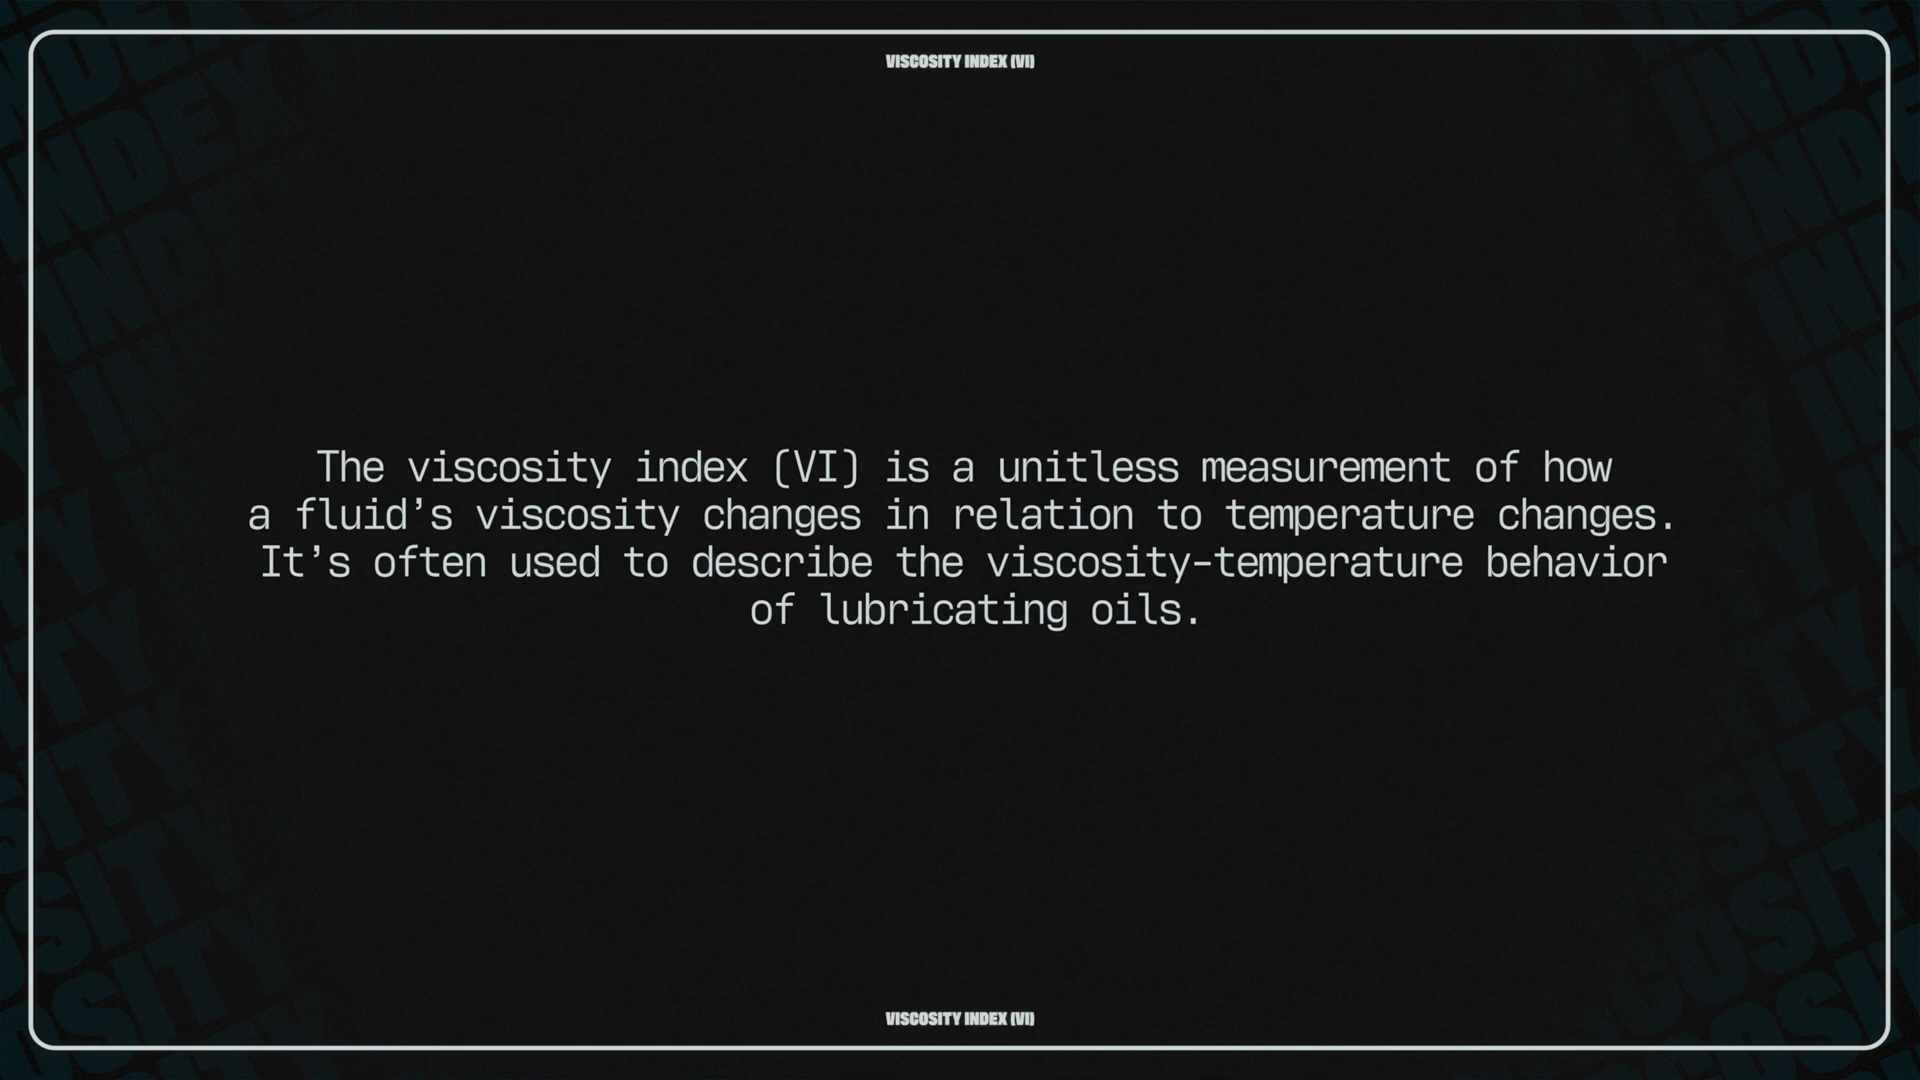 VISCOSITY INDEX (VI)
The viscosity index (VI) is a unitless measurement of how
a fluid’s viscosity changes in relation to temperature changes.
It’s often used to describe the viscosity-temperature behavior
of lubricating oils.
VISCOSITY INDEX (VI)